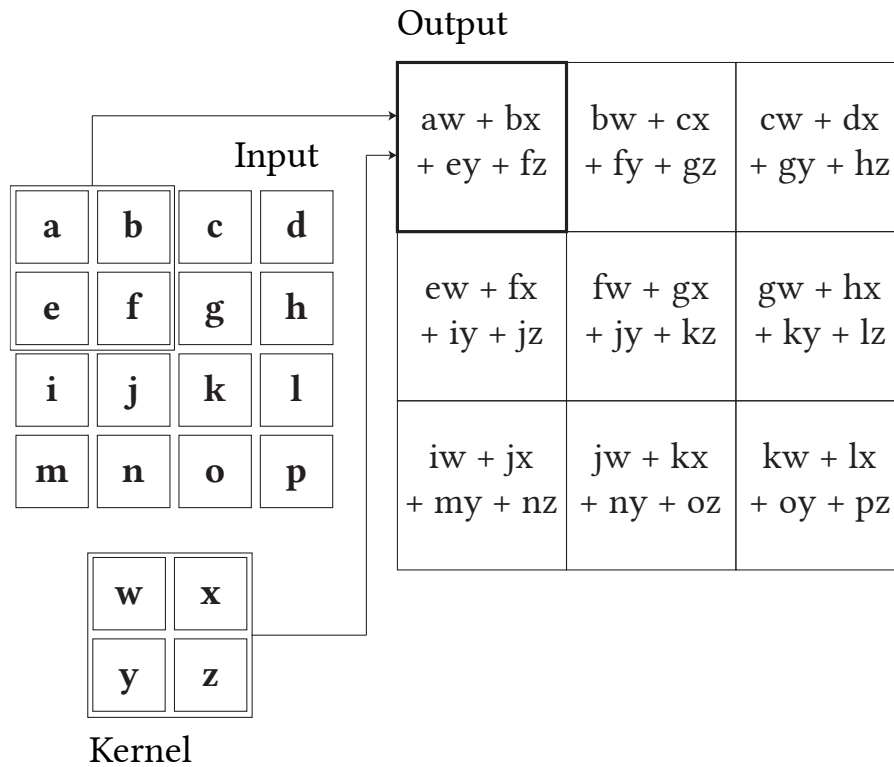 Output
aw + bx
+ ey + fz
bw + cx
+ fy + gz
cw + dx
+ gy + hz
Input
a b c d
e f g h
i j k l
m n o p
ew + fx
+ iy + jz
fw + gx
+ jy + kz
gw + hx
+ ky + lz
iw + jx
+ my + nz
jw + kx
+ ny + oz
kw + lx
+ oy + pz
w x
y z
Kernel